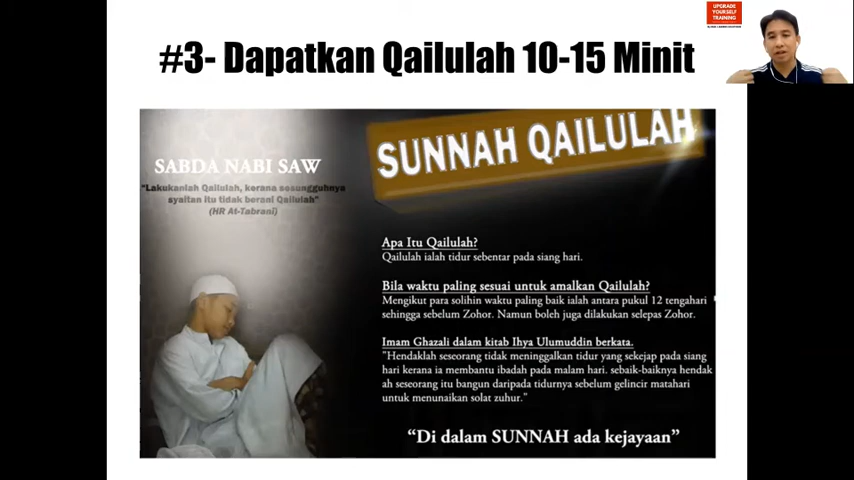 UPGRADE
YOURSELF
TRAINING
#3- Dapatkan Qailulah 10-15 Minit
SUNNAH QAILULAH
SABDA NABI SAW
"Lakukanlah Qailulah, kerana sesungguhnya
syaitan itu tidak berani Qailulah"
(HR At-Tabrani)
Apa Itu Qailulah?
Qailulah ialah tidur sebentar pada siang hari.
Bila waktu paling sesuai untuk amalkan Qailulah?
Mengikut para solihin waktu paling baik ialah antara pukul 12 tengahari
sehingga sebelum Zohor. Namun boleh juga dilakukan selepas Zohor.
Imam Ghazali dalam kitab Ihya Ulumuddin berkata.
"Hendaklah seseorang tidak meninggalkan tidur yang sekejap pada siang
hari kerana ia membantu ibadah pada malam hari. sebaik-baiknya hendak
ah seseorang itu bangun daripada tidurnya sebelum gelincir matahari
untuk menunaikan solat zuhur."
"Di dalam SUNNAH ada kejayaan"